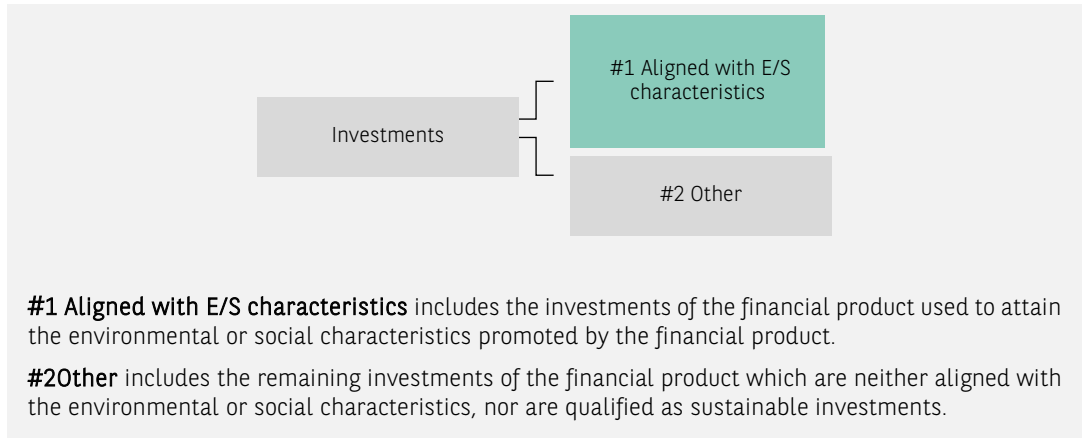 #1 Aligned with E/S
characteristics
Investments
#2 Other
#1 Aligned with E/S characteristics includes the investments of the financial product used to attain
the environmental or social characteristics promoted by the financial product.
#2Other includes the remaining investments of the financial product which are neither aligned with
the environmental or social characteristics, nor are qualified as sustainable investments.